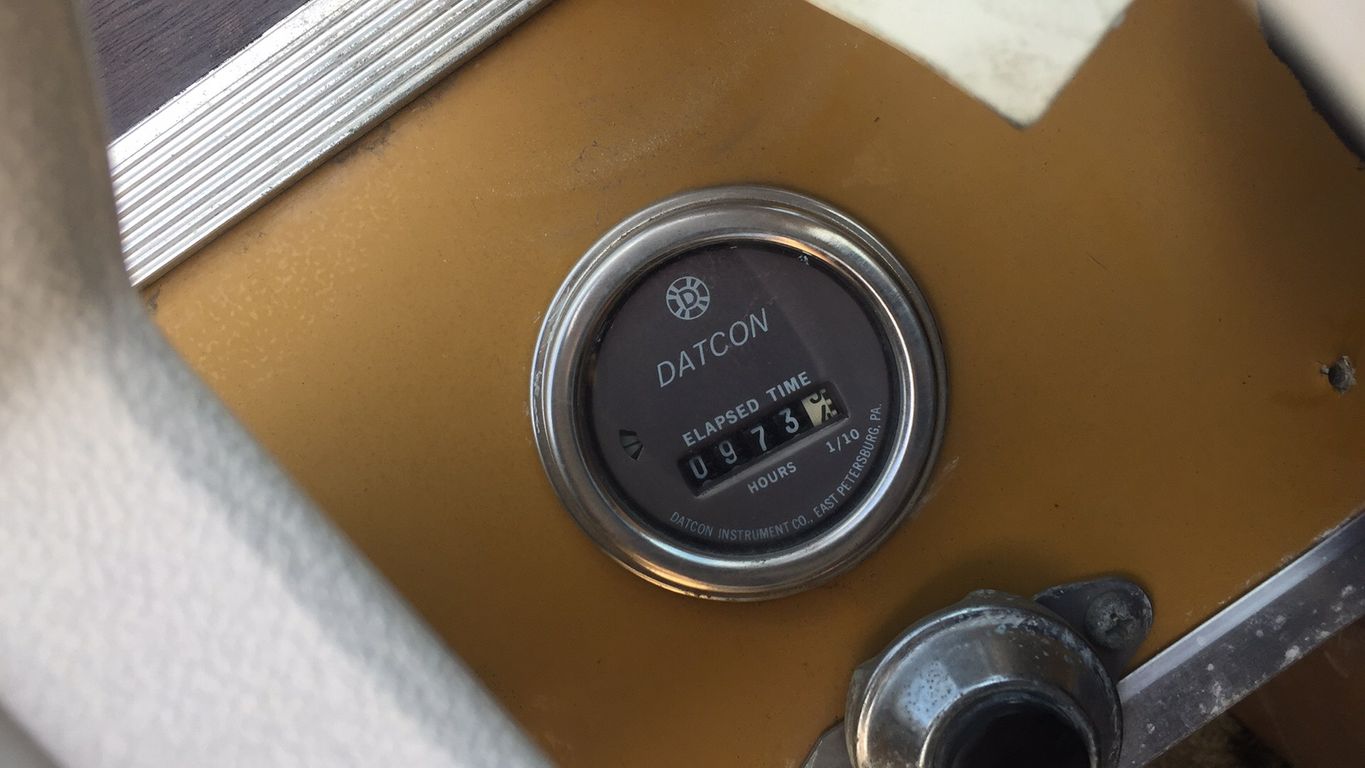 D
DATCON
ELAPSED TIME
0973
HOURS 1/10
DATCON INSTRUMENT CO., EAST PETERSBURG, PA.